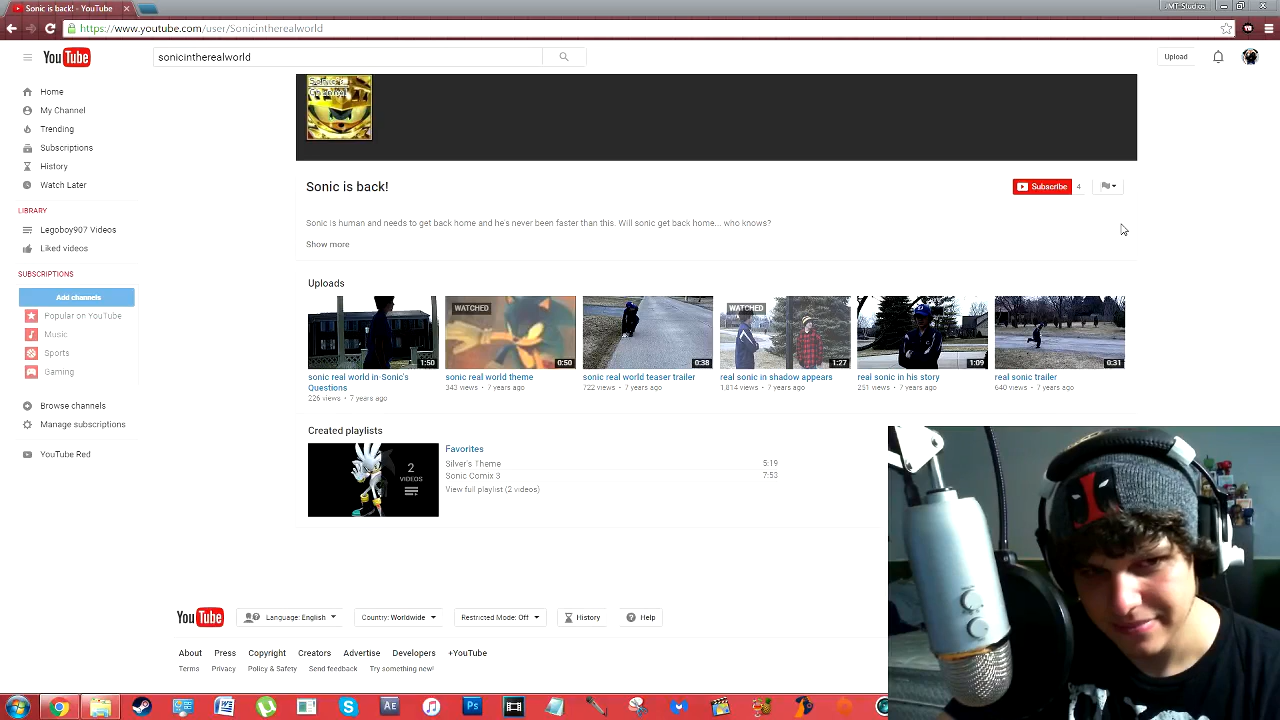 Sonic is back! - YouTube
JMT-Studios
https://www.youtube.com/user/Sonicintherealworld
YouTube
sonicintherealworld
Upload
Home
My Channel
Trending
Subscriptions
History
Watch Later
LIBRARY
Legoboy907 Videos
Liked videos
SUBSCRIPTIONS
Add channels
Popular on YouTube
Music
Sports
Gaming
Browse channels
Manage subscriptions
YouTube Red
Sonic is back!
Subscribe 4
Sonic is human and needs to get back home and he's never been faster than this. Will sonic get back home... who knows?
Show more
Uploads
1:50
WATCHED
0:50
0:38
WATCHED
1:27
1:09
0:31
sonic real world in Sonic's
Questions
226 views • 7 years ago
sonic real world theme
343 views • 7 years ago
sonic real world teaser trailer
722 views • 7 years ago
real sonic in shadow appears
1,814 views • 7 years ago
real sonic in his story
251 views • 7 years ago
real sonic trailer
640 views • 7 years ago
Created playlists
2
VIDEOS
Favorites
Silver's Theme 5:19
Sonic Comix 3 7:53
View full playlist (2 videos)
YouTube
Language: English
Country: Worldwide
Restricted Mode: Off
History
Help
About Press Copyright Creators Advertise Developers +YouTube
Terms Privacy Policy & Safety Send feedback Try something new!